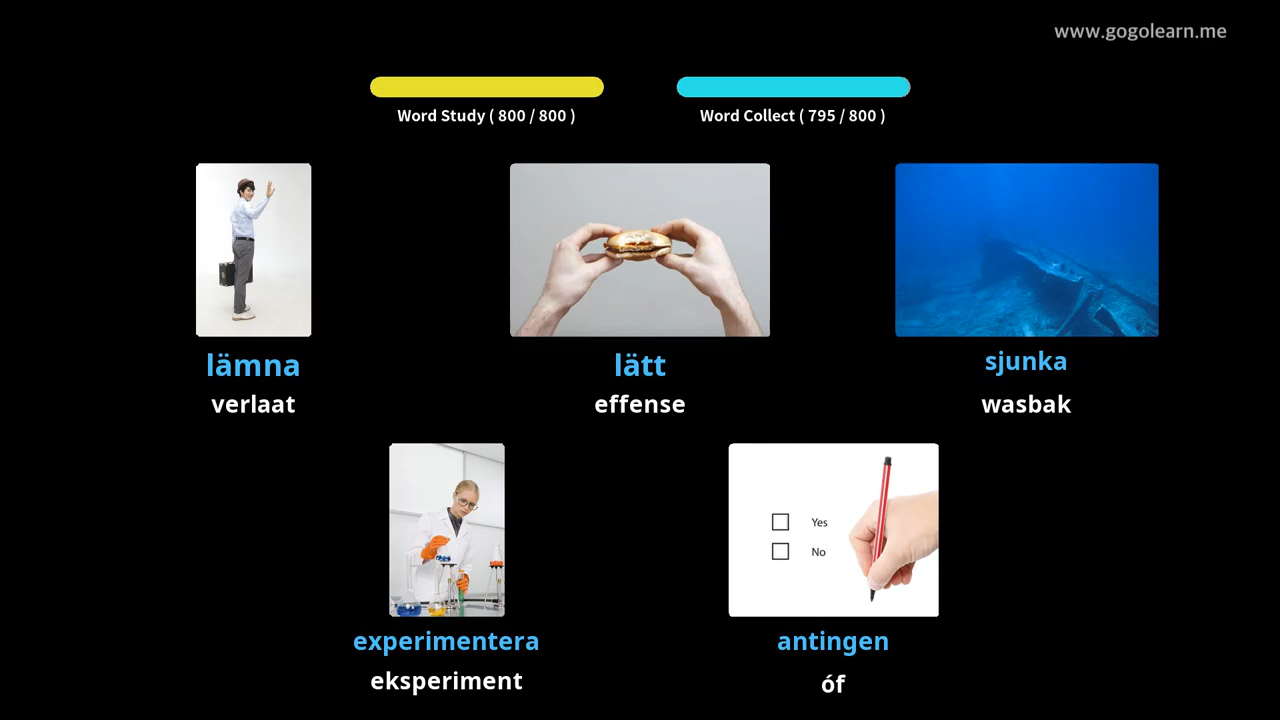 www.gogolearn.me
Word Study ( 800 / 800 )
Word Collect ( 795 / 800 )
lämna
verlaat
lätt
effense
sjunka
wasbak
Yes
No
experimentera
eksperiment
antingen
óf